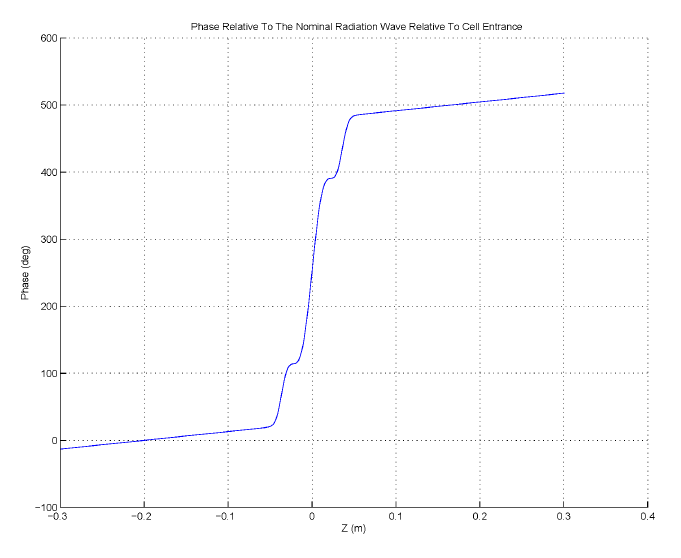 Phase Relative To The Nominal Radiation Wave Relative To Cell Entrance
600
500
400
300
200
100
0
−100
Phase (deg)
−0.3 −0.2 −0.1 0 0.1 0.2 0.3 0.4
Z (m)